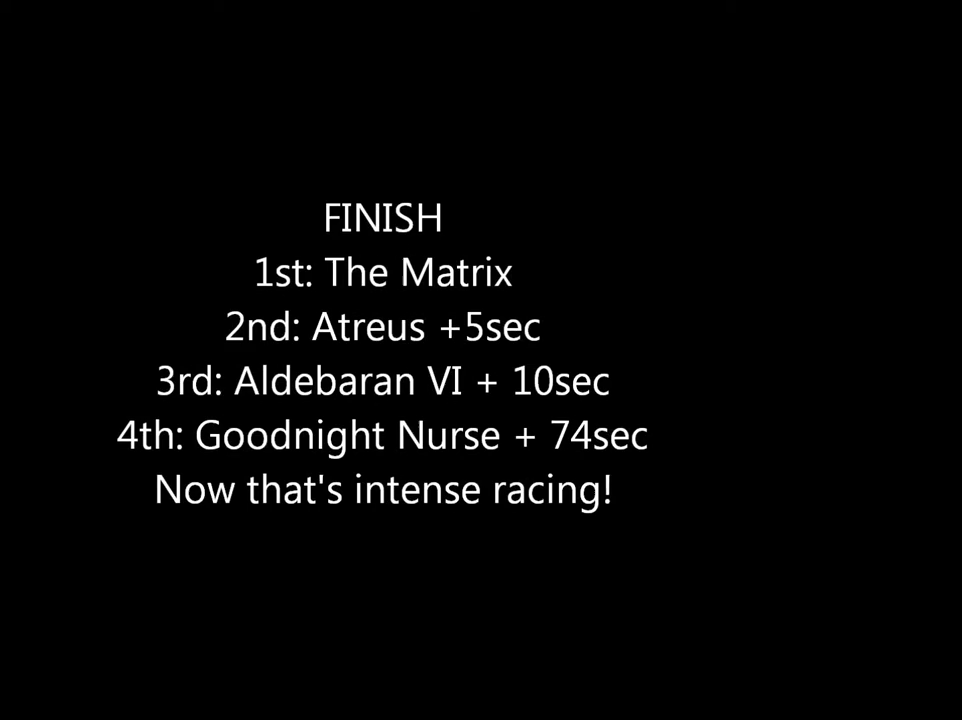 FINISH
1st: The Matrix
2nd: Atreus +5sec
3rd: Aldebaran VI + 10sec
4th: Goodnight Nurse + 74sec
Now that's intense racing!